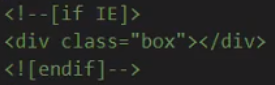 <!--[if IE]>
<div class="box"></div>
<![endif]-->